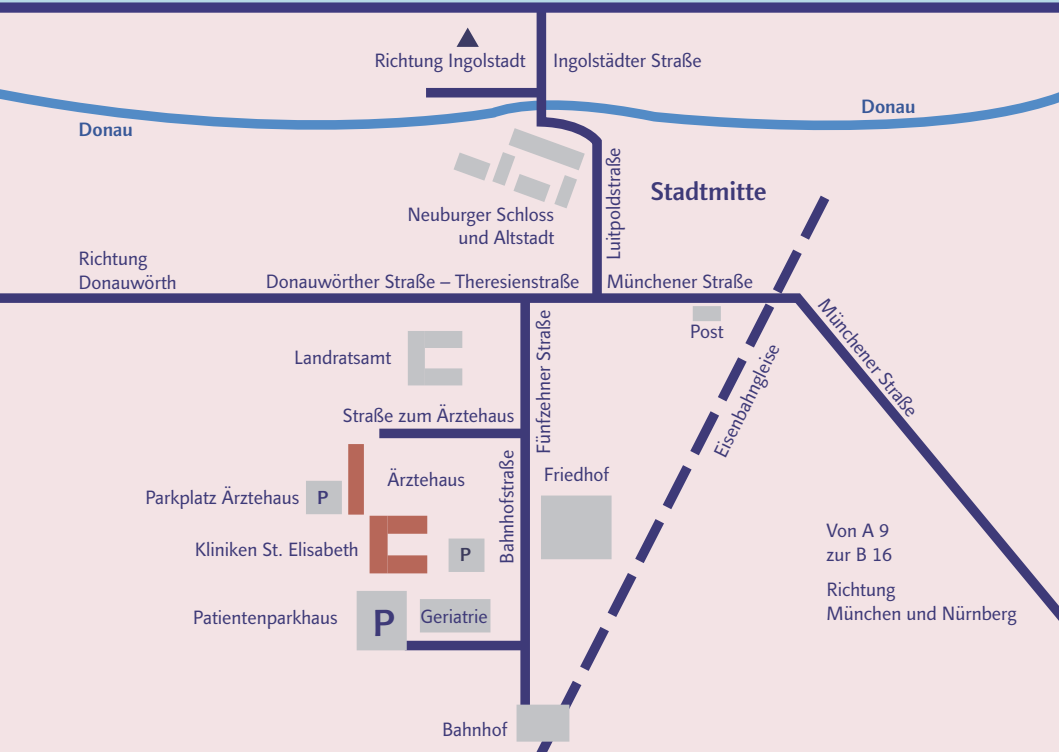 Richtung Ingolstadt
Ingolstädter Straße
Donau
Donau
Luitpoldstraße
Stadtmitte
Neuburger Schloss
und Altstadt
Richtung
Donauwörth
Donauwörther Straße – Theresienstraße
Münchener Straße
Post
Münchener Straße
Fünfzehner Straße
Eisenbahngleise
Landratsamt
Straße zum Ärztehaus
Bahnhofstraße
Friedhof
Ärztehaus
Parkplatz Ärztehaus
P
Kliniken St. Elisabeth
P
Von A 9
zur B 16
Richtung
München und Nürnberg
Patientenparkhaus
P
Geriatrie
Bahnhof